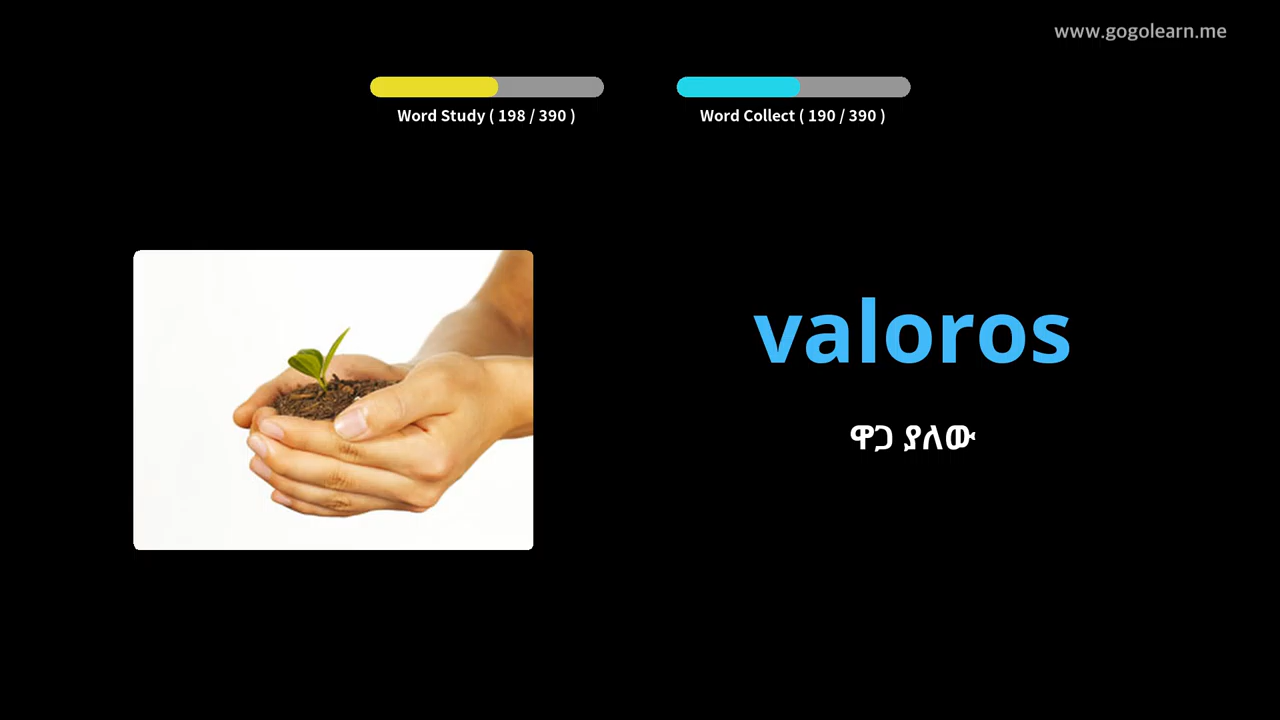 www.gogolearn.me
Word Study ( 198 / 390 )
Word Collect ( 190 / 390 )
valoros
ዋጋ ያለው